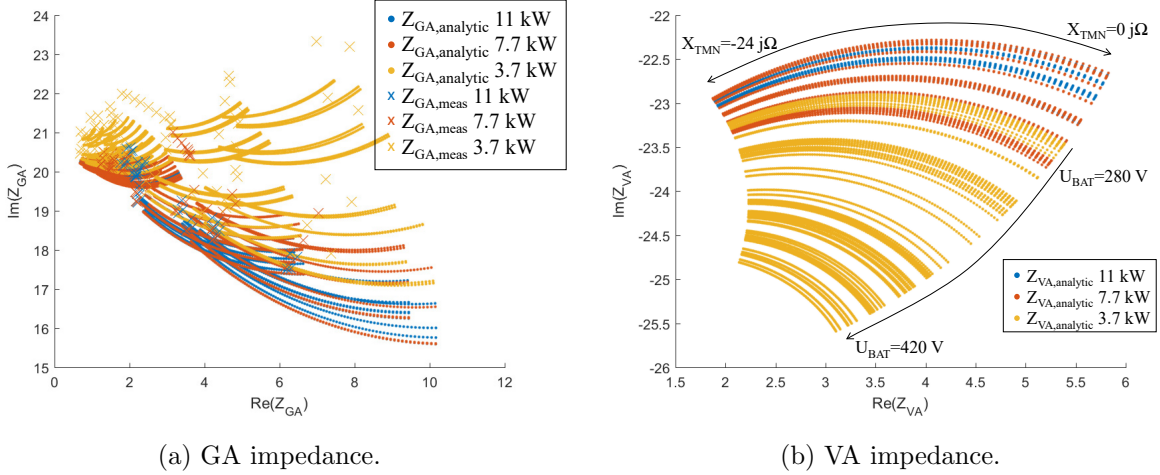 24
23
22
21
20
19
18
17
16
15
0
2
4
6
8
10
12
Im(Z_GA)
Re(Z_GA)
Z_GA,analytic 11 kW
Z_GA,analytic 7.7 kW
Z_GA,analytic 3.7 kW
Z_GA,meas 11 kW
Z_GA,meas 7.7 kW
Z_GA,meas 3.7 kW
(a) GA impedance.
-22
-22.5
-23
-23.5
-24
-24.5
-25
-25.5
-26
1.5
2
2.5
3
3.5
4
4.5
5
5.5
6
Im(Z_VA)
Re(Z_VA)
X_TMN=-24 jΩ
X_TMN=0 jΩ
U_BAT=280 V
U_BAT=420 V
Z_VA,analytic 11 kW
Z_VA,analytic 7.7 kW
Z_VA,analytic 3.7 kW
(b) VA impedance.